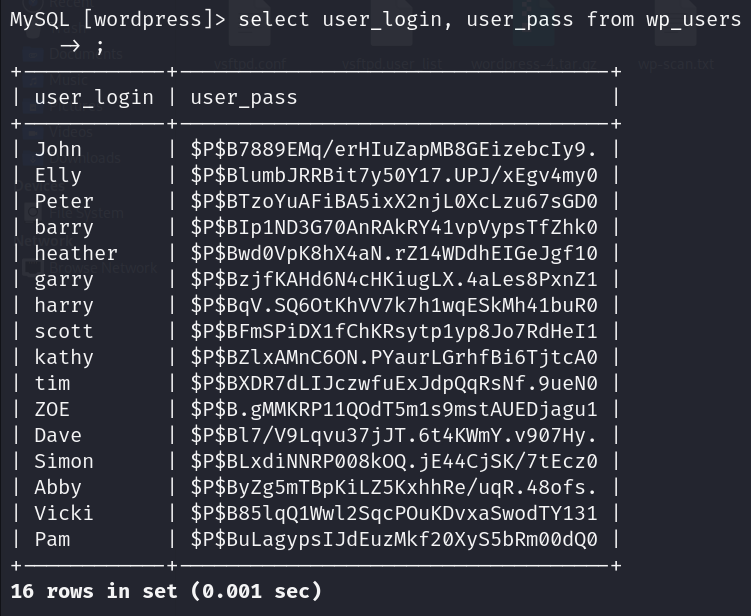 MySQL [wordpress]> select user_login, user_pass from wp_users
-> ;
+------------+------------------------------------+
| user_login | user_pass |
+------------+------------------------------------+
| John | $P$B7889EMq/erHIuZapMB8GEizebcIy9. |
| Elly | $P$BlumbJRRBit7y50Y17.UPJ/xEgv4my0 |
| Peter | $P$BTzoYuAFiBA5ixX2njL0XcLzu67sGD0 |
| barry | $P$BIp1ND3G70AnRAkRY41vpVypsTfZhk0 |
| heather | $P$Bwd0VpK8hX4aN.rZ14WDdhEIGeJgf10 |
| garry | $P$BzjfKAHd6N4cHKiugLX.4aLes8PxnZ1 |
| harry | $P$BqV.SQ6OtKhVV7k7h1wqESkMh41buR0 |
| scott | $P$BFmSPiDX1fChKRsytp1yp8Jo7RdHeI1 |
| kathy | $P$BZlxAMnC6ON.PYaurLGrhfBi6TjtcA0 |
| tim | $P$BXDR7dLIJczwfuExJdpQqRsNf.9ueN0 |
| ZOE | $P$B.gMMKRP11QOdT5m1s9mstAUEDjagu1 |
| Dave | $P$Bl7/V9Lqvu37jJT.6t4KWmY.v907Hy. |
| Simon | $P$BLxdiNNRP008kOQ.jE44CjSK/7tEcz0 |
| Abby | $P$ByZg5mTBpKiLZ5KxhhRe/uqR.48ofs. |
| Vicki | $P$B85lqQ1Wwl2SqcPOuKDvxaSwodTY131 |
| Pam | $P$BuLagypsIJdEuzMkf20XyS5bRm00dQ0 |
+------------+------------------------------------+
16 rows in set (0.001 sec)